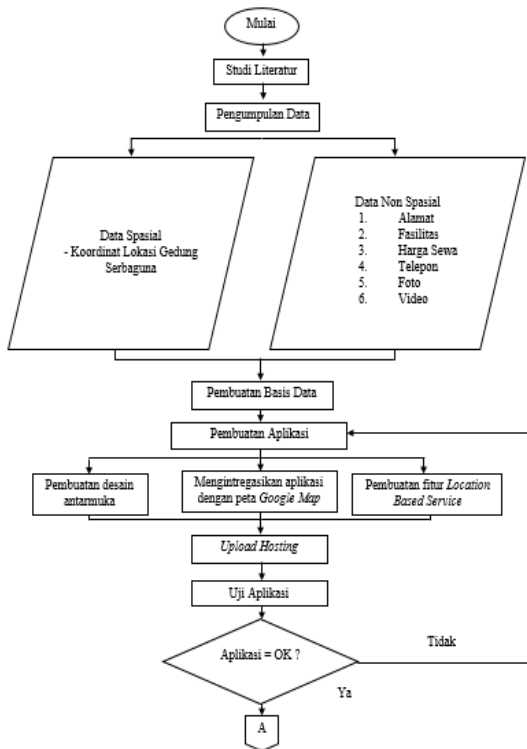 Mulai
Studi Literatur
Pengumpulan Data
Data Spasial
- Koordinat Lokasi Gedung
Serbaguna
Data Non Spasial
1. Alamat
2. Fasilitas
3. Harga Sewa
4. Telepon
5. Foto
6. Video
Pembuatan Basis Data
Pembuatan Aplikasi
Pembuatan desain
antarmuka
Mengintregasikan aplikasi
dengan peta Google Map
Pembuatan fitur Location
Based Service
Upload Hosting
Uji Aplikasi
Aplikasi = OK ?
Tidak
Ya
A